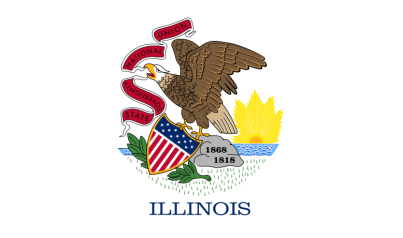 STATE
SOVEREIGNTY
NATIONAL
UNION
1868
1818
ILLINOIS